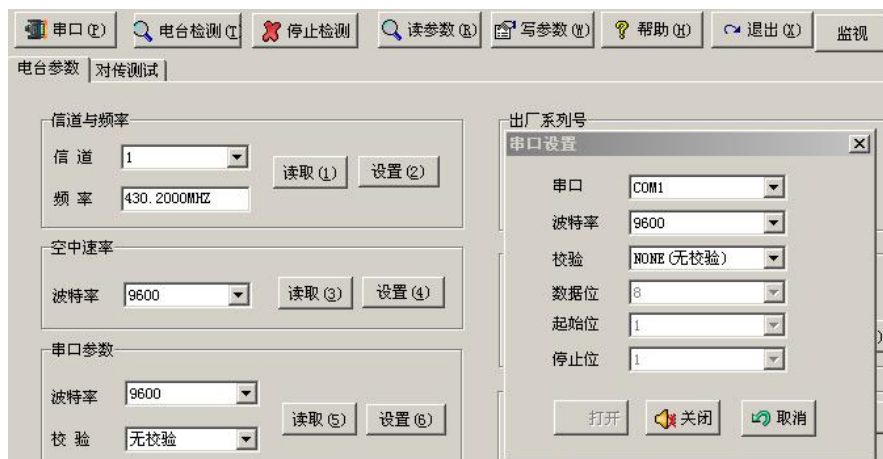 串口(P) 电台检测(T) 停止检测 读参数(R) 写参数(W) 帮助(H) 退出(X) 监视
电台参数 对传测试
信道与频率
信 道 1
频 率 430.2000MHZ
读取(1) 设置(2)
空中速率
波特率 9600
读取(3) 设置(4)
串口参数
波特率 9600
校 验 无校验
读取(5) 设置(6)
出厂系列号
串口设置
串口 COM1
波特率 9600
校验 NONE(无校验)
数据位 8
起始位 1
停止位 1
打开 关闭 取消